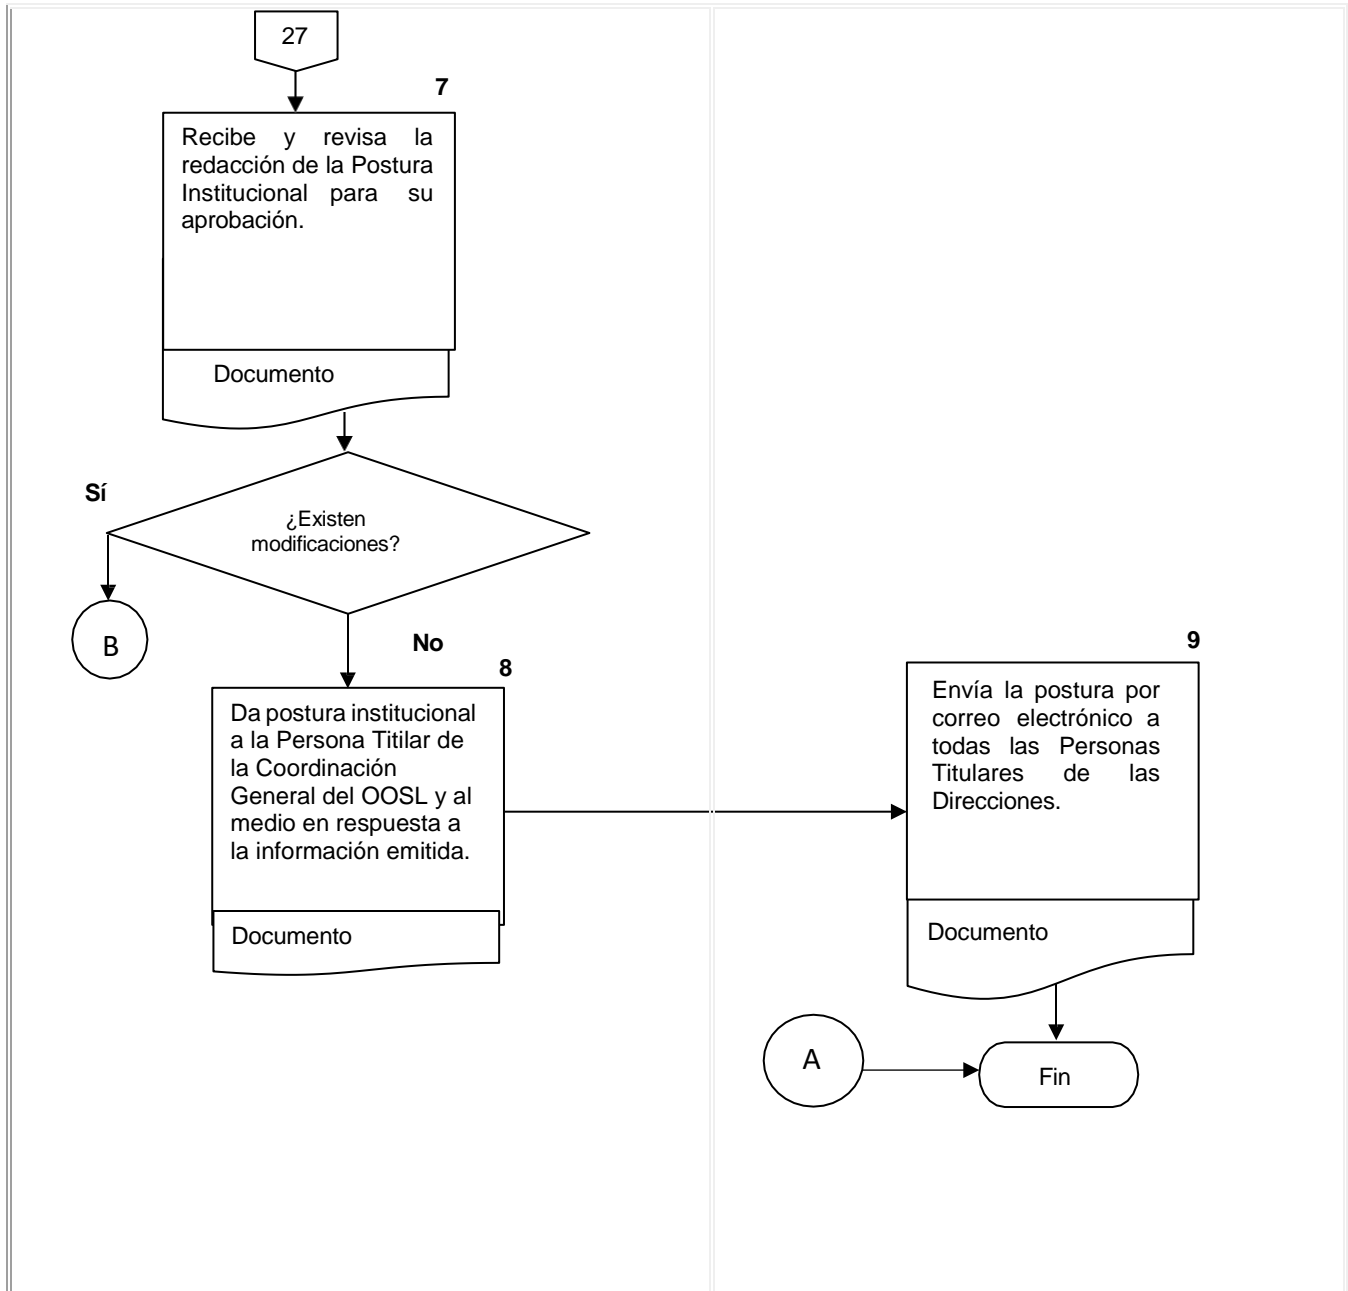 27
7
Recibe y revisa la
redacción de la Postura
Institucional para su
aprobación.
Documento
Sí
¿Existen
modificaciones?
B
No
8
Da postura institucional
a la Persona Titilar de
la Coordinación
General del OOSL y al
medio en respuesta a
la información emitida.
Documento
9
Envía la postura por
correo electrónico a
todas las Personas
Titulares de las
Direcciones.
Documento
A
Fin